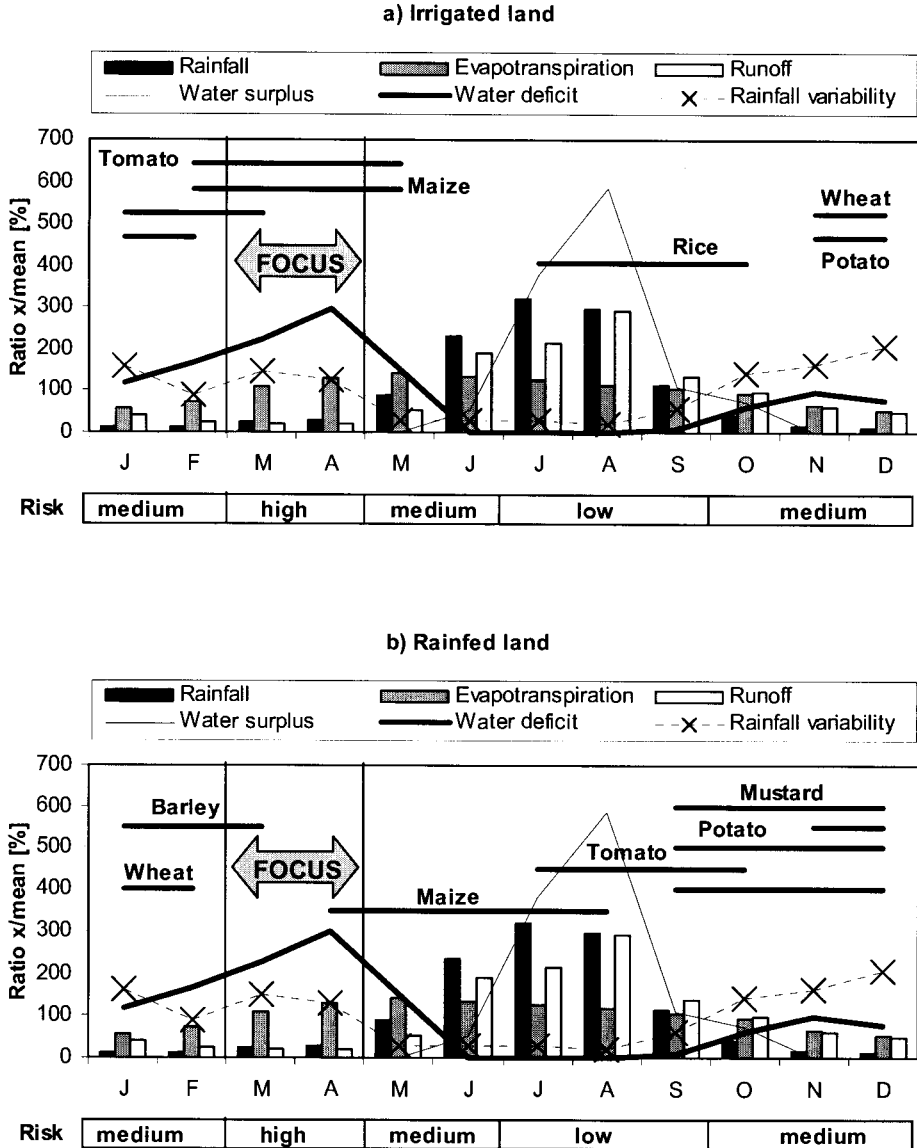 a) Irrigated land
Rainfall Evapotranspiration Runoff
Water surplus Water deficit Rainfall variability
Ratio x/mean [%]
700
600
500
400
300
200
100
0
Tomato
Maize
Wheat
FOCUS
Rice
Potato
J F M A M J J A S O N D
Risk medium high medium low medium
b) Rainfed land
Rainfall Evapotranspiration Runoff
Water surplus Water deficit Rainfall variability
Ratio x/mean [%]
700
600
500
400
300
200
100
0
Mustard
Barley
Potato
Tomato
FOCUS
Wheat
Maize
J F M A M J J A S O N D
Risk medium high medium low medium